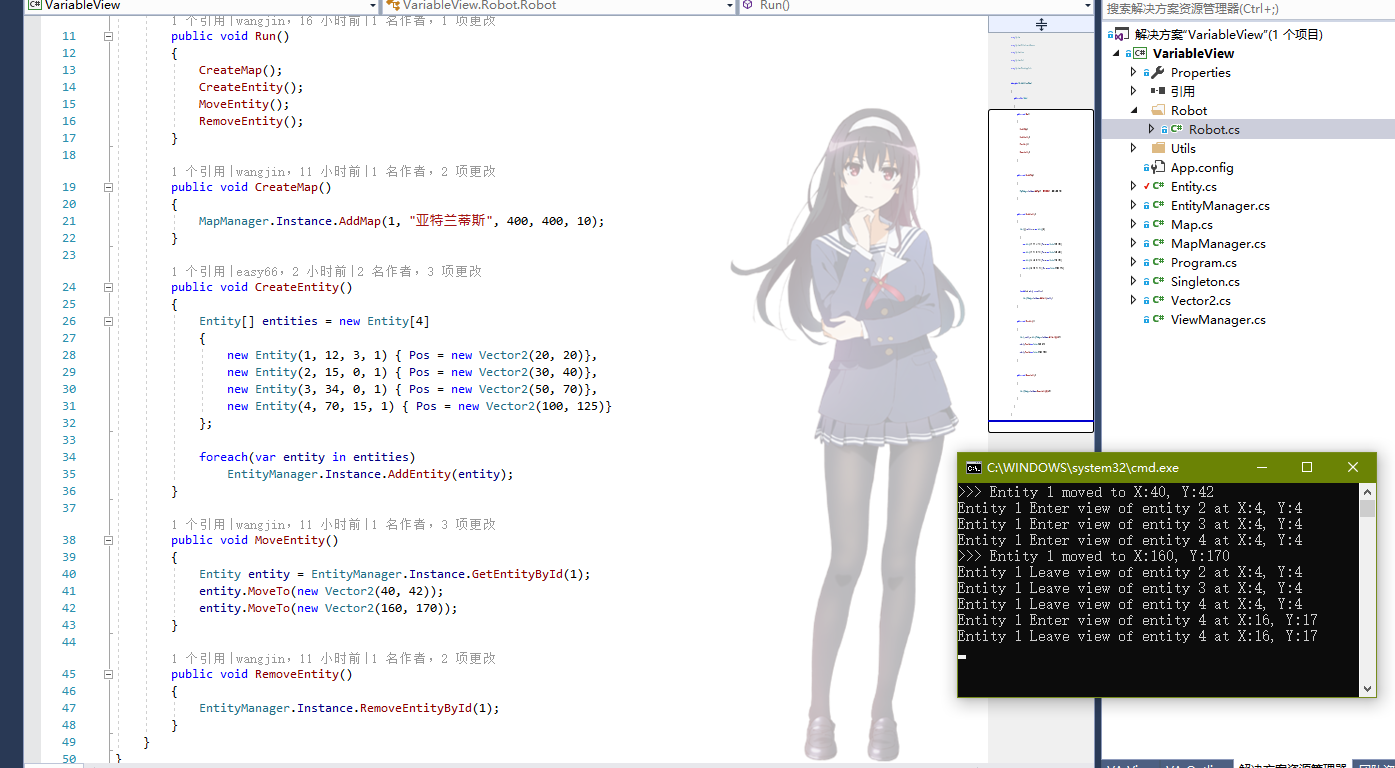 VariableView
VariableView.Robot.Robot
Run()
1 个引用|wangjin, 16 小时前|1 名作者, 1 项更改
11 public void Run()
12 {
13 CreateMap();
14 CreateEntity();
15 MoveEntity();
16 RemoveEntity();
17 }
18
1 个引用|wangjin, 11 小时前|1 名作者, 2 项更改
19 public void CreateMap()
20 {
21 MapManager.Instance.AddMap(1, "亚特兰蒂斯", 400, 400, 10);
22 }
23
1 个引用|easy66, 2 小时前|2 名作者, 3 项更改
24 public void CreateEntity()
25 {
26 Entity[] entities = new Entity[4]
27 {
28 new Entity(1, 12, 3, 1) { Pos = new Vector2(20, 20)},
29 new Entity(2, 15, 0, 1) { Pos = new Vector2(30, 40)},
30 new Entity(3, 34, 0, 1) { Pos = new Vector2(50, 70)},
31 new Entity(4, 70, 15, 1) { Pos = new Vector2(100, 125)}
32 };
33
34 foreach(var entity in entities)
35 EntityManager.Instance.AddEntity(entity);
36 }
37
1 个引用|wangjin, 11 小时前|1 名作者, 3 项更改
38 public void MoveEntity()
39 {
40 Entity entity = EntityManager.Instance.GetEntityById(1);
41 entity.MoveTo(new Vector2(40, 42));
42 entity.MoveTo(new Vector2(160, 170));
43 }
44
1 个引用|wangjin, 11 小时前|1 名作者, 2 项更改
45 public void RemoveEntity()
46 {
47 EntityManager.Instance.RemoveEntityById(1);
48 }
49 }
50 }
搜索解决方案资源管理器(Ctrl+;)
解决方案"VariableView"(1 个项目)
VariableView
Properties
引用
Robot
Robot.cs
Utils
App.config
Entity.cs
EntityManager.cs
Map.cs
MapManager.cs
Program.cs
Singleton.cs
Vector2.cs
ViewManager.cs
C:\WINDOWS\system32\cmd.exe
>>> Entity 1 moved to X:40, Y:42
Entity 1 Enter view of entity 2 at X:4, Y:4
Entity 1 Enter view of entity 3 at X:4, Y:4
Entity 1 Enter view of entity 4 at X:4, Y:4
>>> Entity 1 moved to X:160, Y:170
Entity 1 Leave view of entity 2 at X:4, Y:4
Entity 1 Leave view of entity 3 at X:4, Y:4
Entity 1 Leave view of entity 4 at X:4, Y:4
Entity 1 Enter view of entity 4 at X:16, Y:17
Entity 1 Leave view of entity 4 at X:16, Y:17